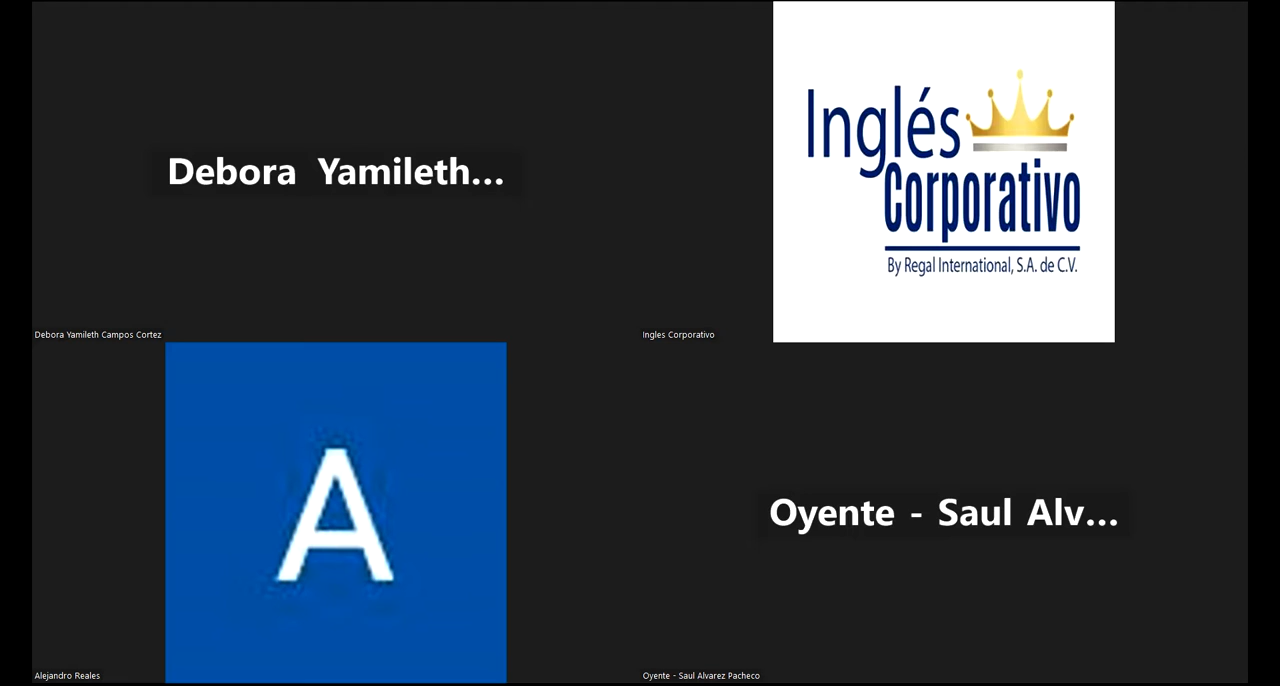 Debora Yamileth...
Debora Yamileth Campos Cortez
Inglés
Corporativo
By Regal International, S.A. de C.V.
Ingles Corporativo
A
Alejandro Reales
Oyente - Saul Alv...
Oyente - Saul Alvarez Pacheco